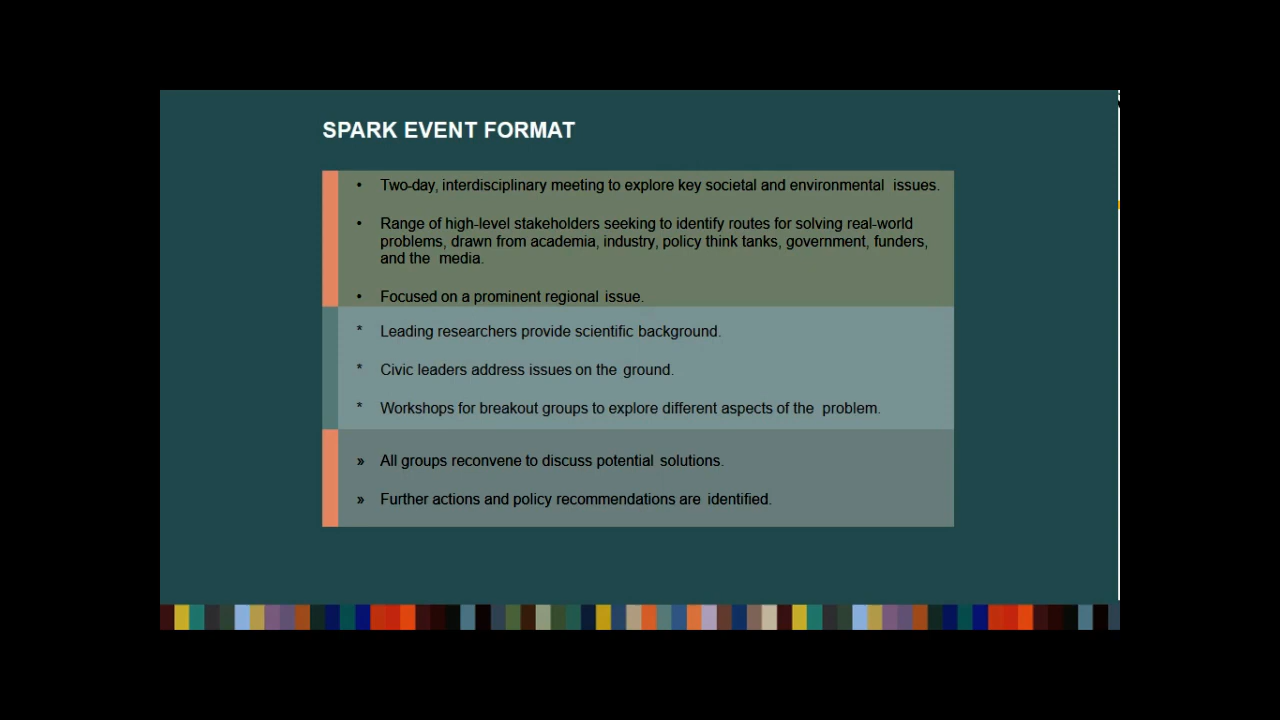 SPARK EVENT FORMAT
• Two-day, interdisciplinary meeting to explore key societal and environmental issues.
• Range of high-level stakeholders seeking to identify routes for solving real-world
problems, drawn from academia, industry, policy think tanks, government, funders,
and the media.
• Focused on a prominent regional issue.
* Leading researchers provide scientific background.
* Civic leaders address issues on the ground.
* Workshops for breakout groups to explore different aspects of the problem.
» All groups reconvene to discuss potential solutions.
» Further actions and policy recommendations are identified.